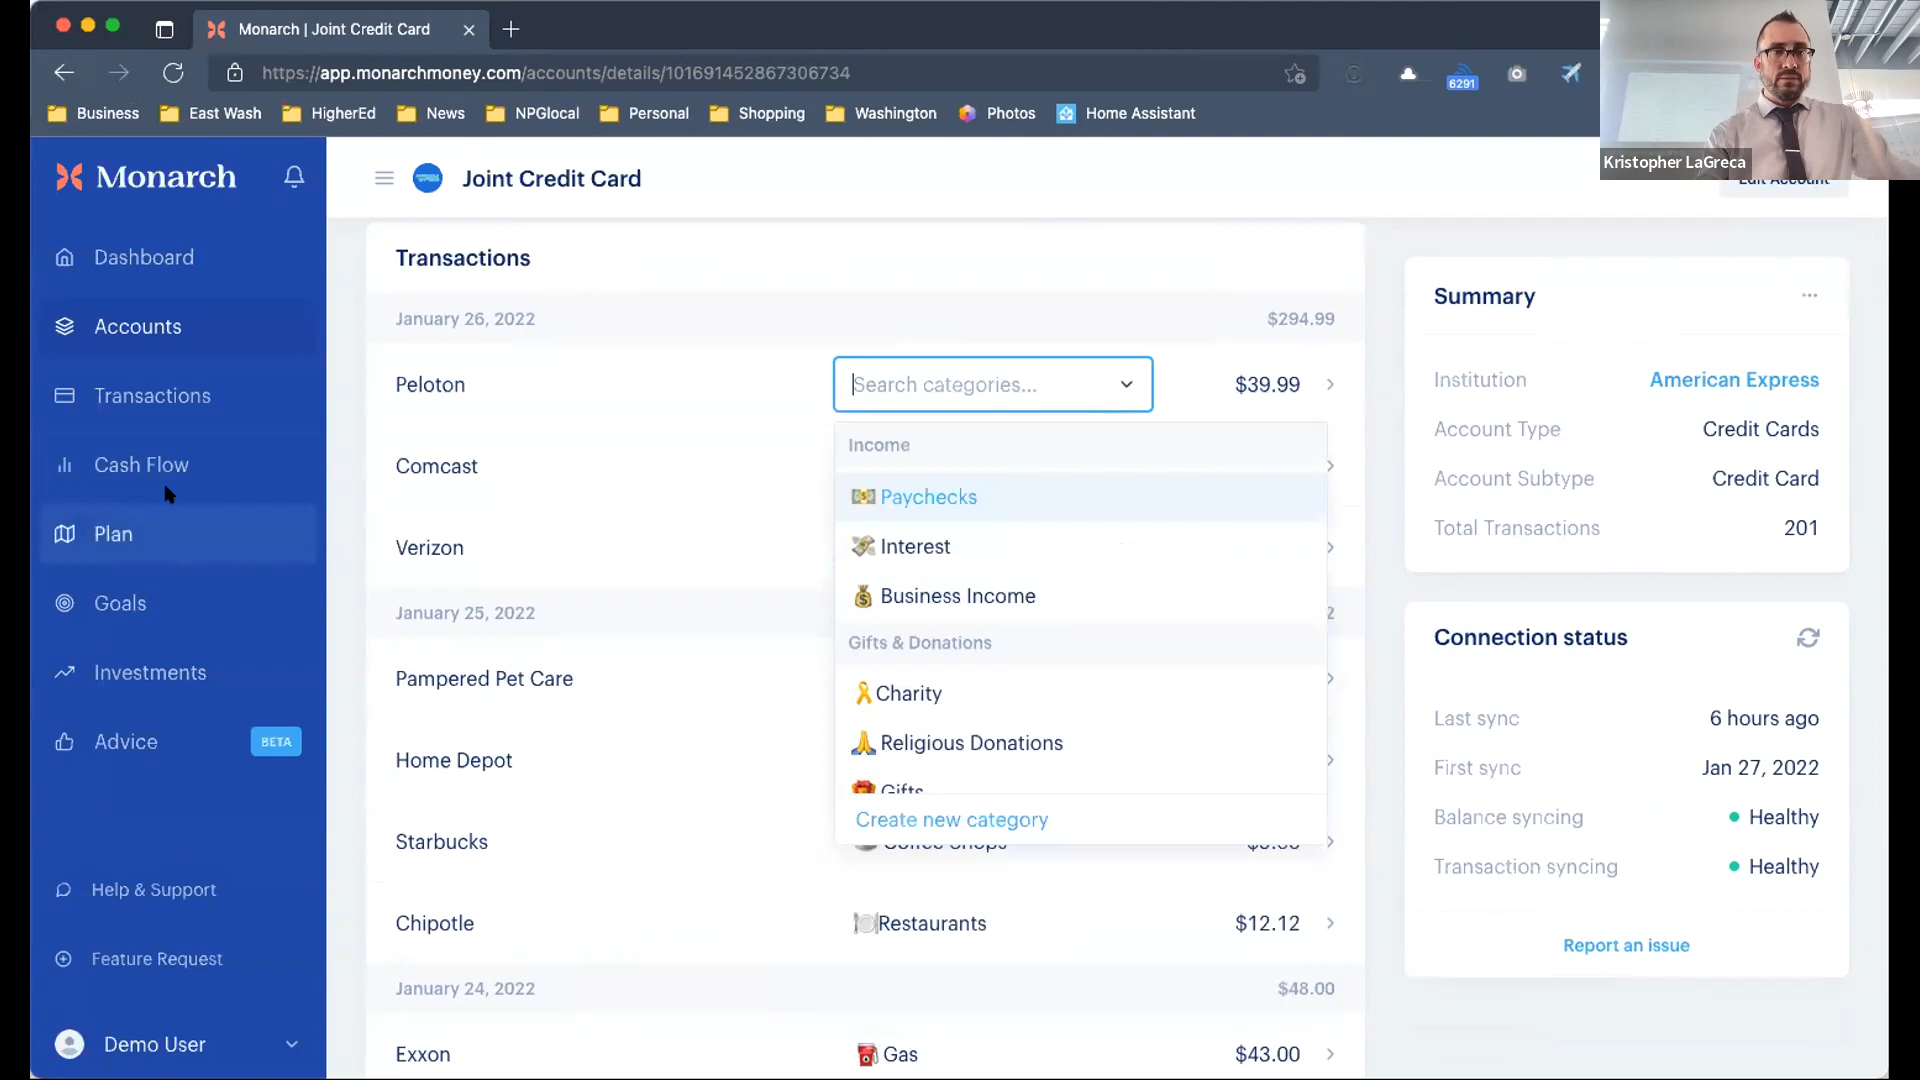 Monarch | Joint Credit Card
https://app.monarchmoney.com/accounts/details/101691452867306734
6291
Business East Wash HigherEd News NPGlocal Personal Shopping Washington Photos Home Assistant
Kristopher LaGreca
Monarch
Joint Credit Card
Edit Account
Dashboard
Accounts
Transactions
Cash Flow
Plan
Goals
Investments
Advice BETA
Help & Support
Feature Request
Demo User
Transactions
January 26, 2022 $294.99
Peloton Search categories... $39.99
Comcast
Verizon
January 25, 2022 2
Pampered Pet Care
Home Depot
Starbucks Coffee Shops
Chipotle Restaurants $12.12
January 24, 2022 $48.00
Exxon Gas $43.00
Income
Paychecks
Interest
Business Income
Gifts & Donations
Charity
Religious Donations
Gifts
Create new category
Summary
Institution American Express
Account Type Credit Cards
Account Subtype Credit Card
Total Transactions 201
Connection status
Last sync 6 hours ago
First sync Jan 27, 2022
Balance syncing Healthy
Transaction syncing Healthy
Report an issue